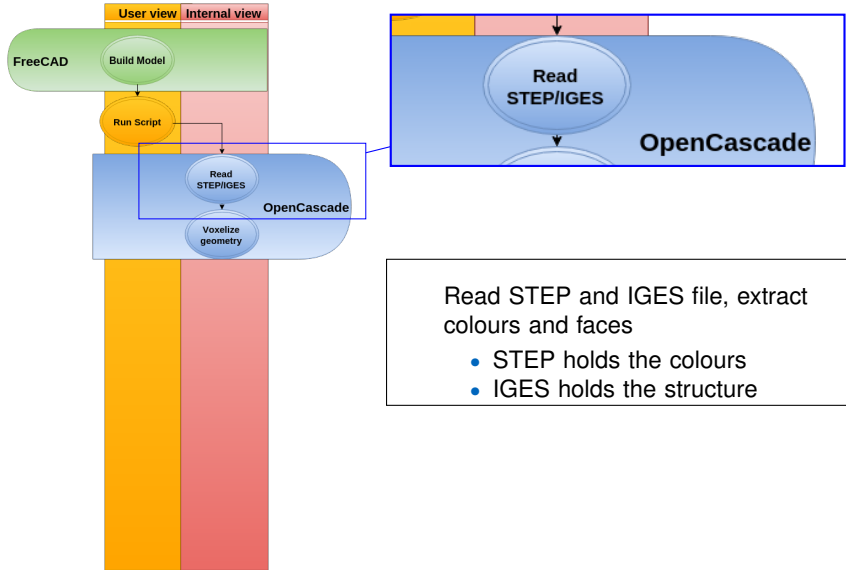 User view
Internal view
FreeCAD
Build Model
Run Script
Read
STEP/IGES
OpenCascade
Voxelize
geometry
Read
STEP/IGES
OpenCascade
Read STEP and IGES file, extract
colours and faces
• STEP holds the colours
• IGES holds the structure